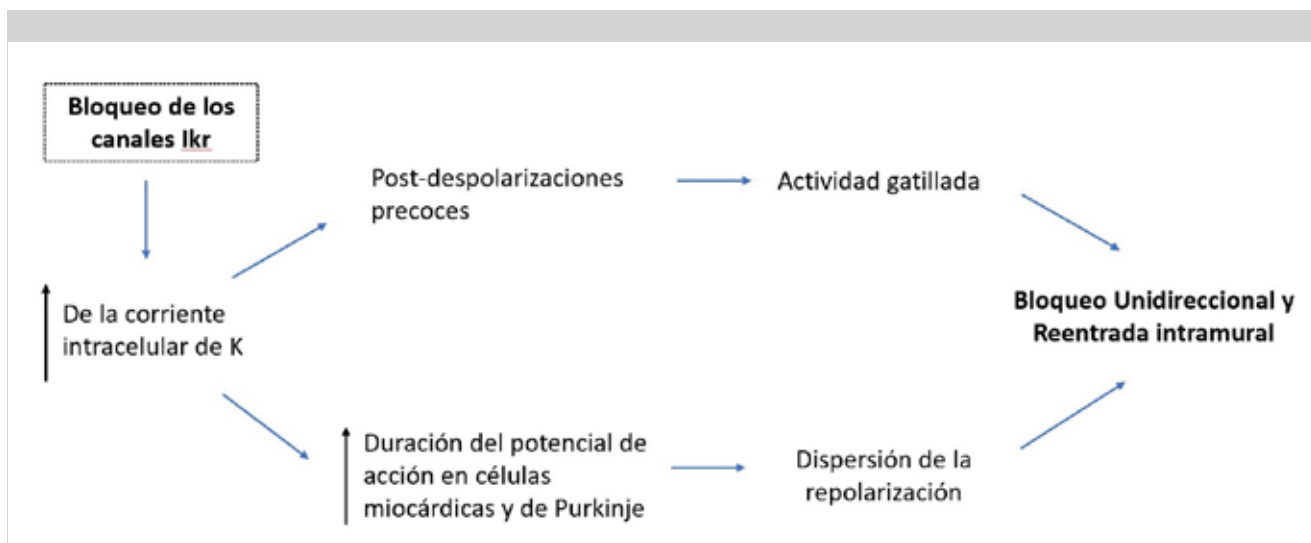 Bloqueo de los
canales Ikr
Post-despolarizaciones
precoces
Actividad gatillada
De la corriente
intracelular de K
Bloqueo Unidireccional y
Reentrada intramural
Duración del potencial de
acción en células
miocárdicas y de Purkinje
Dispersión de la
repolarización